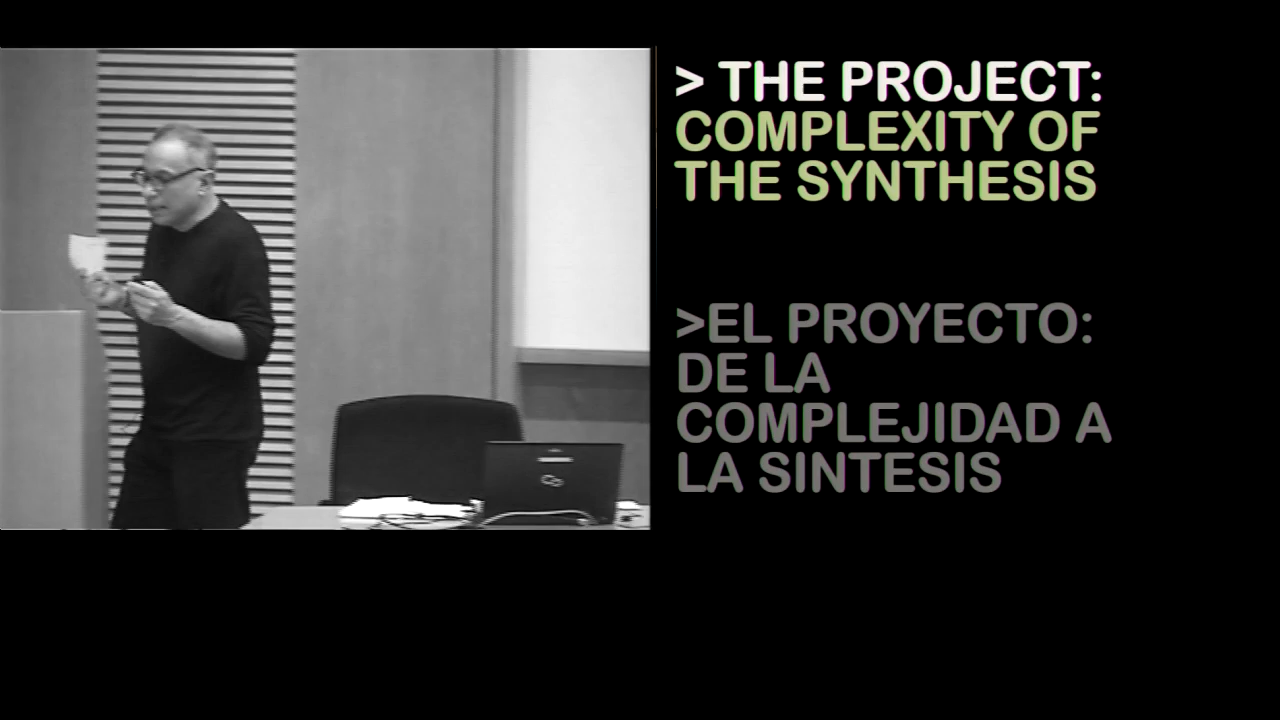 > THE PROJECT:
COMPLEXITY OF
THE SYNTHESIS
>EL PROYECTO:
DE LA
COMPLEJIDAD A
LA SINTESIS